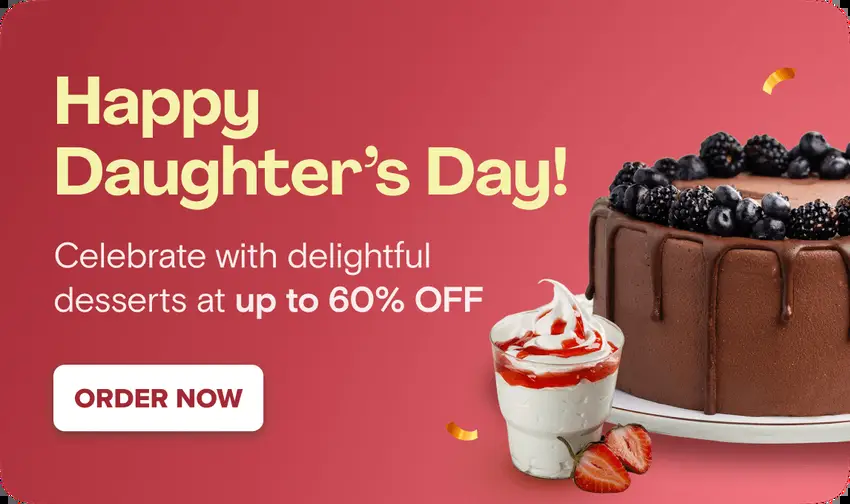 Happy
Daughter’s Day!
Celebrate with delightful
desserts at up to 60% OFF
ORDER NOW